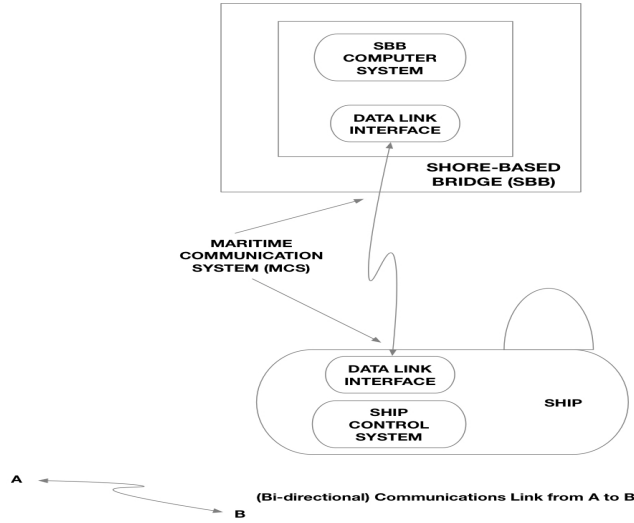 SBB
COMPUTER
SYSTEM
DATA LINK
INTERFACE
SHORE-BASED
BRIDGE (SBB)
MARITIME
COMMUNICATION
SYSTEM (MCS)
DATA LINK
INTERFACE
SHIP
CONTROL
SYSTEM
SHIP
A
B
(Bi-directional) Communications Link from A to B